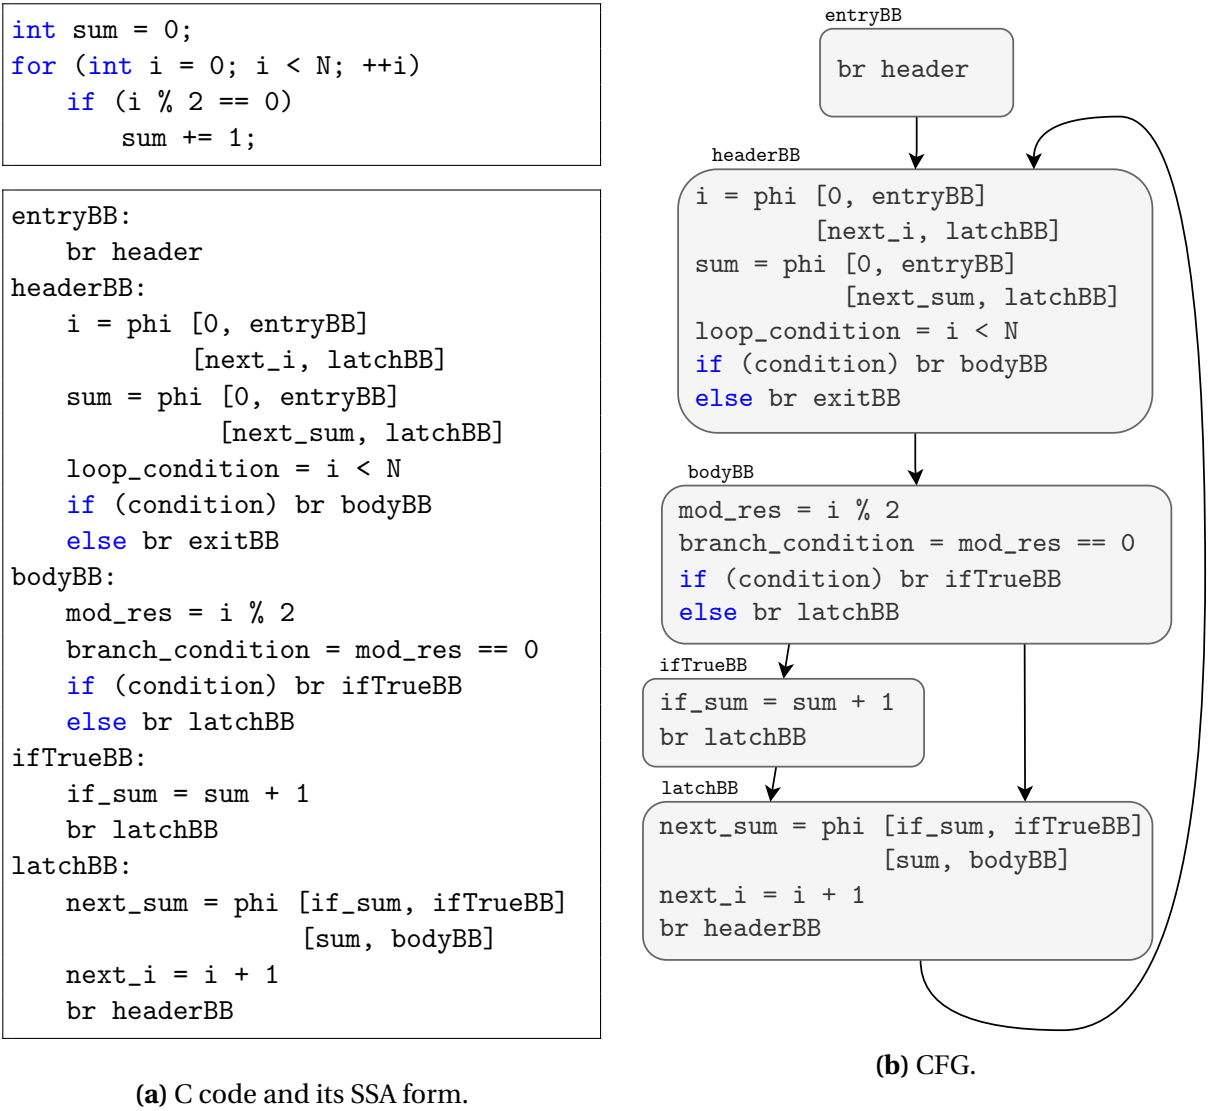 int sum = 0;
for (int i = 0; i < N; ++i)
    if (i % 2 == 0)
        sum += 1;
entryBB:
    br header
headerBB:
    i = phi [0, entryBB]
            [next_i, latchBB]
    sum = phi [0, entryBB]
              [next_sum, latchBB]
    loop_condition = i < N
    if (condition) br bodyBB
    else br exitBB
bodyBB:
    mod_res = i % 2
    branch_condition = mod_res == 0
    if (condition) br ifTrueBB
    else br latchBB
ifTrueBB:
    if_sum = sum + 1
    br latchBB
latchBB:
    next_sum = phi [if_sum, ifTrueBB]
                   [sum, bodyBB]
    next_i = i + 1
    br headerBB
(a) C code and its SSA form.
entryBB
br header
headerBB
i = phi [0, entryBB]
        [next_i, latchBB]
sum = phi [0, entryBB]
          [next_sum, latchBB]
loop_condition = i < N
if (condition) br bodyBB
else br exitBB
bodyBB
mod_res = i % 2
branch_condition = mod_res == 0
if (condition) br ifTrueBB
else br latchBB
ifTrueBB
if_sum = sum + 1
br latchBB
latchBB
next_sum = phi [if_sum, ifTrueBB]
               [sum, bodyBB]
next_i = i + 1
br headerBB
(b) CFG.